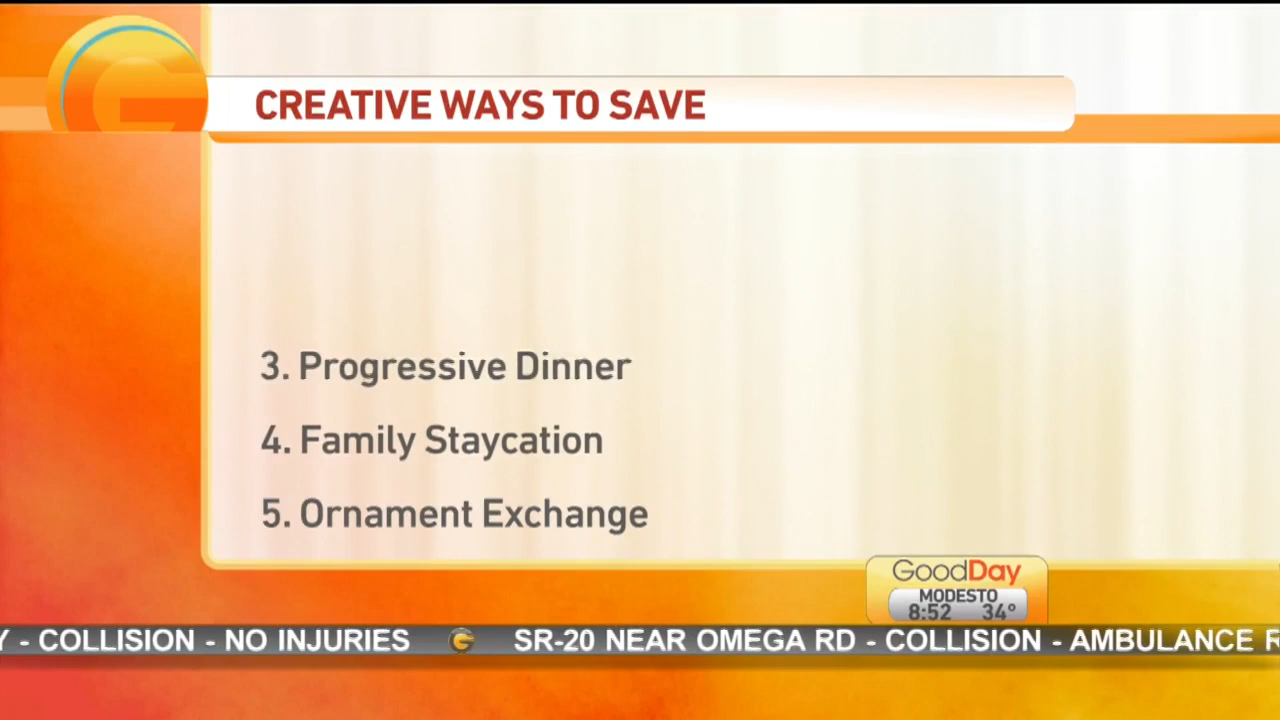 CREATIVE WAYS TO SAVE
3. Progressive Dinner
4. Family Staycation
5. Ornament Exchange
GoodDay
MODESTO
8:52 34°
- COLLISION - NO INJURIES SR-20 NEAR OMEGA RD - COLLISION - AMBULANCE